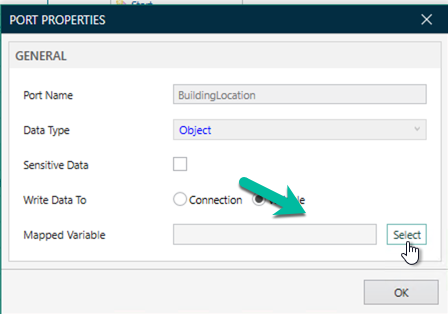 Start
PORT PROPERTIES
GENERAL
Port Name BuildingLocation
Data Type Object
Sensitive Data
Write Data To Connection
Mapped Variable Select
OK